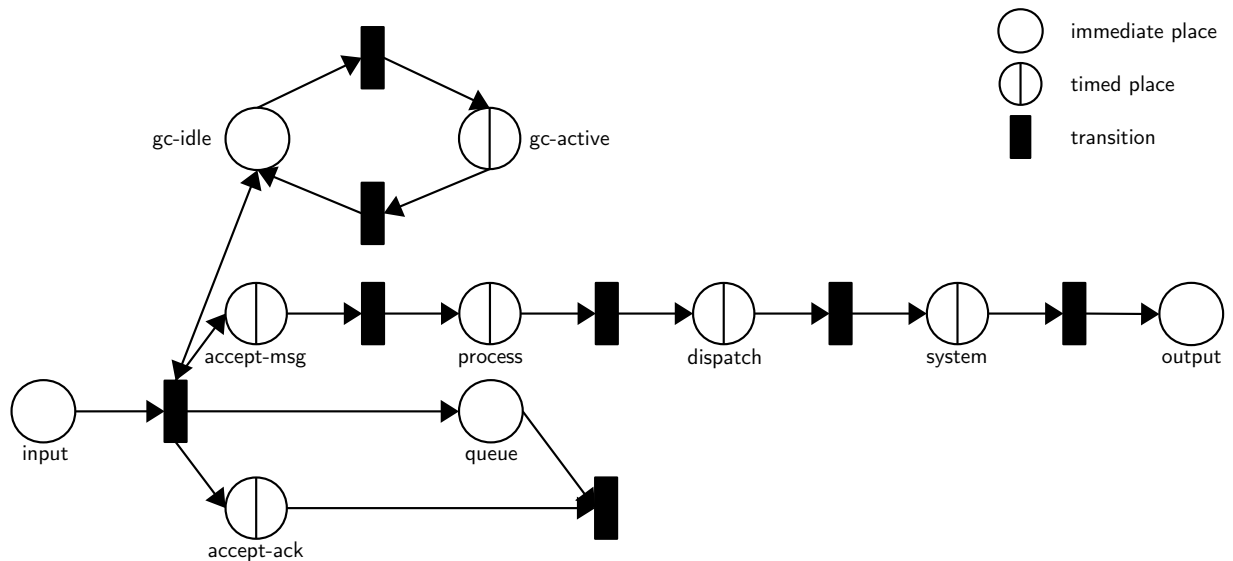 immediate place
timed place
transition
gc-idle
gc-active
accept-msg
process
dispatch
system
output
input
queue
accept-ack